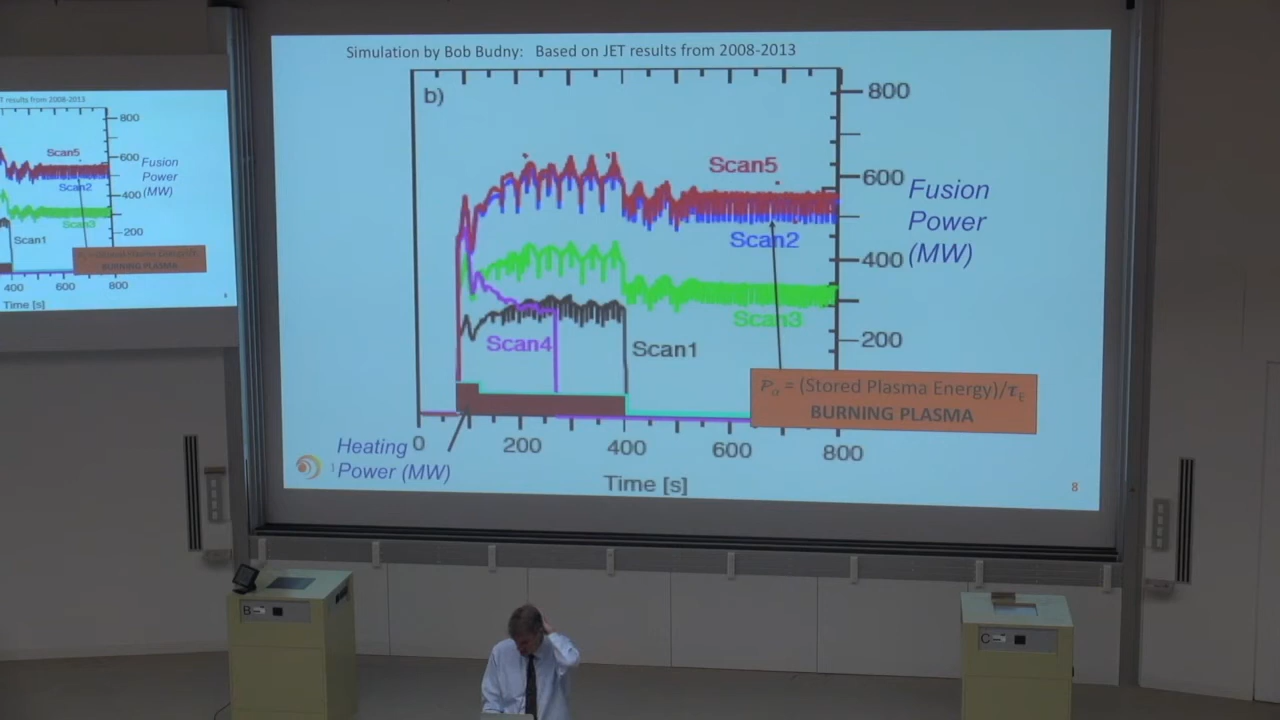 Simulation by Bob Budny: Based on JET results from 2008-2013
b)
800
Scan5
600
Fusion
Power
(MW)
Scan2
400
Scan3
Scan4
Scan1
200
Pα = (Stored Plasma Energy)/τE
BURNING PLASMA
0
200
400
600
800
Heating
Power (MW)
Time [s]
8
T results from 2008-2013
800
Scan5
600
Fusion
Power
(MW)
Scan2
400
Scan3
Scan1
200
BURNING PLASMA
400
600
800
Time [s]
B
C